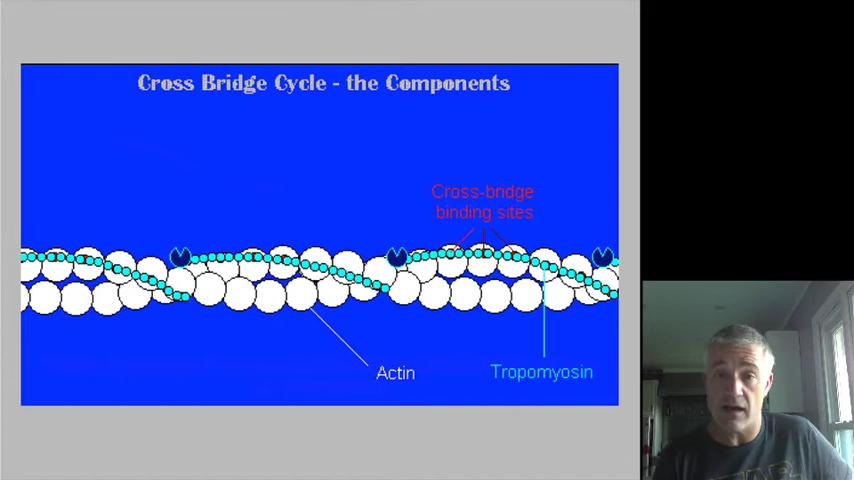 Cross Bridge Cycle - the Components
Cross-bridge
binding sites
Actin
Tropomyosin